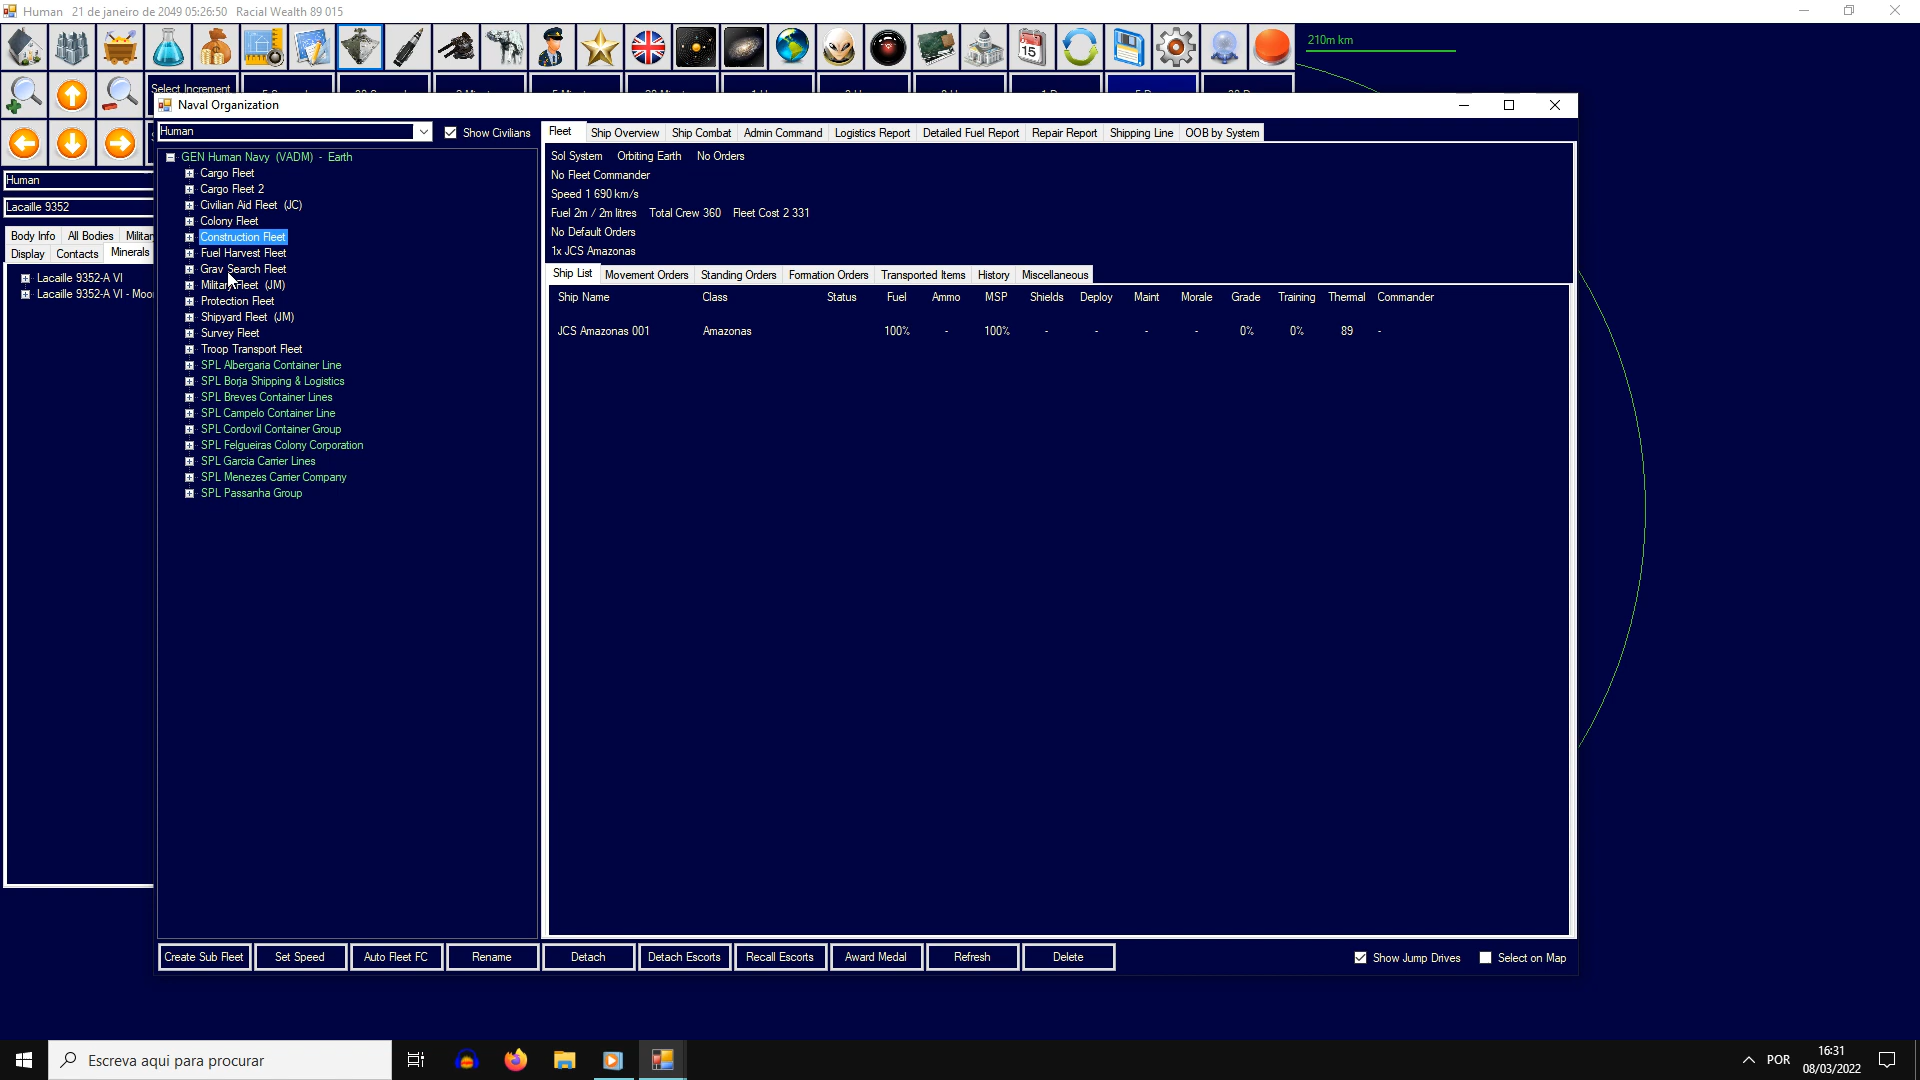 Human 21 de janeiro de 2049 05:26:50 Racial Wealth 89 015
210m km
Select Increment
Naval Organization
Human
Show Civilians
Fleet
Ship Overview
Ship Combat
Admin Command
Logistics Report
Detailed Fuel Report
Repair Report
Shipping Line
OOB by System
Human
Lacaille 9352
Body Info
All Bodies
Display
Contacts
Minerals
Lacaille 9352-A VI
Lacaille 9352-A VI - Moo
GEN Human Navy (VADM) - Earth
Cargo Fleet
Cargo Fleet 2
Civilian Aid Fleet (JC)
Colony Fleet
Construction Fleet
Fuel Harvest Fleet
Grav Search Fleet
Military Fleet (JM)
Protection Fleet
Shipyard Fleet (JM)
Survey Fleet
Troop Transport Fleet
SPL Albergaria Container Line
SPL Borja Shipping & Logistics
SPL Breves Container Lines
SPL Campelo Container Line
SPL Cordovil Container Group
SPL Felgueiras Colony Corporation
SPL Garcia Carrier Lines
SPL Menezes Carrier Company
SPL Passanha Group
Sol System Orbiting Earth No Orders
No Fleet Commander
Speed 1 690 km/s
Fuel 2m / 2m litres Total Crew 360 Fleet Cost 2 331
No Default Orders
1x JCS Amazonas
Ship List
Movement Orders
Standing Orders
Formation Orders
Transported Items
History
Miscellaneous
Ship Name Class Status Fuel Ammo MSP Shields Deploy Maint Morale Grade Training Thermal Commander
JCS Amazonas 001 Amazonas 100% - 100% - - - - 0% 0% 89 -
Create Sub Fleet
Set Speed
Auto Fleet FC
Rename
Detach
Detach Escorts
Recall Escorts
Award Medal
Refresh
Delete
Show Jump Drives
Select on Map
Escreva aqui para procurar
POR
16:31
08/03/2022